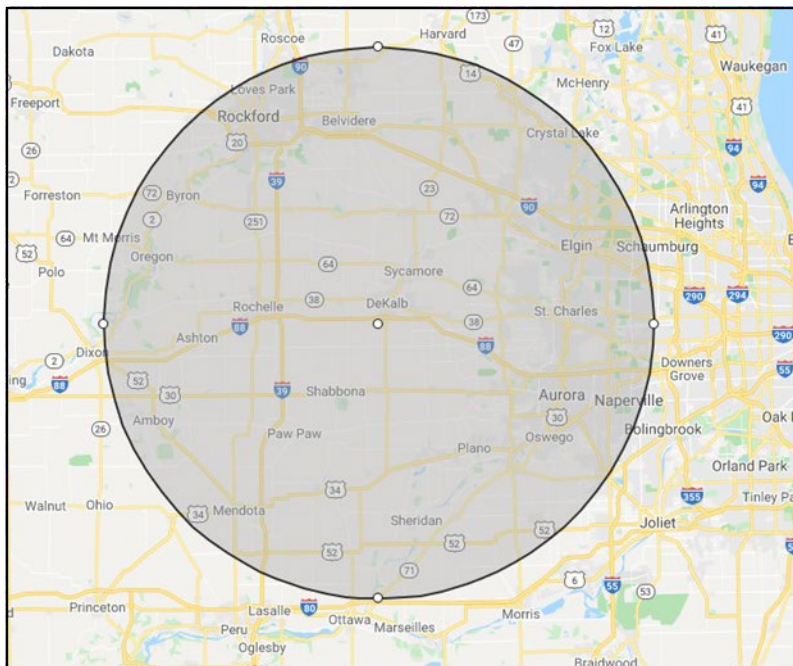 173
12
41
Roscoe
Harvard
47
Dakota
Fox Lake
90
Waukegan
14
McHenry
Loves Park
Freeport
41
Rockford
Belvidere
Crystal Lake
20
94
26
39
94
72
23
Forreston
Byron
90
72
Arlington
Heights
2
251
64
Mt Morris
Elgin
Schaumburg
52
Oregon
64
Sycamore
Polo
64
290
294
38
Rochelle
DeKalb
St. Charles
88
38
290
Ashton
88
Dixon
2
Downers
Grove
55
88
52
30
39
Shabbona
Aurora
Naperville
30
Amboy
Oak
26
Paw Paw
Bolingbrook
Oswego
Plano
Orland Park
34
355
Walnut
Ohio
Mendota
Tinley Pa
34
Sheridan
Joliet
52
52
52
71
6
55
53
Princeton
Lasalle
80
Ottawa
Morris
Peru
Marseilles
Oglesby
Braidwood